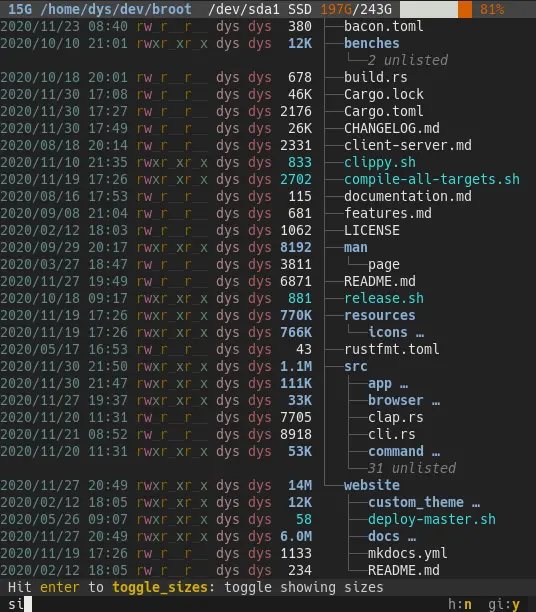 15G /home/dys/dev/broot /dev/sda1 SSD 197G/243G 81%
2020/11/23 08:40 rw_r__r__ dys dys 380 ├──bacon.toml
2020/10/10 21:01 rwxr_xr_x dys dys 12K ├──benches
│  └──2 unlisted
2020/10/18 20:01 rw_r__r__ dys dys 678 ├──build.rs
2020/11/30 17:08 rw_r__r__ dys dys 46K ├──Cargo.lock
2020/11/30 17:27 rw_r__r__ dys dys 2176 ├──Cargo.toml
2020/11/30 17:49 rw_r__r__ dys dys 26K ├──CHANGELOG.md
2020/08/18 20:14 rw_r__r__ dys dys 2331 ├──client-server.md
2020/11/10 21:35 rwxr_xr_x dys dys 833 ├──clippy.sh
2020/11/19 17:26 rwxr_xr_x dys dys 2702 ├──compile-all-targets.sh
2020/08/16 17:53 rw_r__r__ dys dys 115 ├──documentation.md
2020/09/08 21:04 rw_r__r__ dys dys 681 ├──features.md
2020/02/12 18:03 rw_r__r__ dys dys 1062 ├──LICENSE
2020/09/29 20:17 rwxr_xr_x dys dys 8192 ├──man
2020/03/27 18:47 rw_r__r__ dys dys 3811 │  └──page
2020/11/27 19:49 rw_r__r__ dys dys 6871 ├──README.md
2020/10/18 09:17 rwxr_xr_x dys dys 881 ├──release.sh
2020/11/19 17:26 rwxr_xr_x dys dys 770K ├──resources
2020/11/19 17:26 rwxr_xr_x dys dys 766K │  └──icons …
2020/05/17 16:53 rw_r__r__ dys dys 43 ├──rustfmt.toml
2020/11/30 21:50 rwxr_xr_x dys dys 1.1M ├──src
2020/11/30 21:47 rwxr_xr_x dys dys 111K │  ├──app …
2020/11/27 19:37 rwxr_xr_x dys dys 33K │  ├──browser …
2020/11/20 11:31 rw_r__r__ dys dys 7705 │  ├──clap.rs
2020/11/21 08:52 rw_r__r__ dys dys 8918 │  ├──cli.rs
2020/11/20 11:31 rwxr_xr_x dys dys 53K │  ├──command …
│  └──31 unlisted
2020/11/27 20:49 rwxr_xr_x dys dys 14M └──website
2020/02/12 18:05 rwxr_xr_x dys dys 12K ├──custom_theme …
2020/05/26 09:07 rwxr_xr_x dys dys 58 ├──deploy-master.sh
2020/11/27 20:49 rwxr_xr_x dys dys 6.0M ├──docs …
2020/11/19 17:26 rw_r__r__ dys dys 1133 ├──mkdocs.yml
2020/02/12 18:05 rw_r__r__ dys dys 234 └──README.md
Hit enter to toggle_sizes: toggle showing sizes
si h:n gi:y